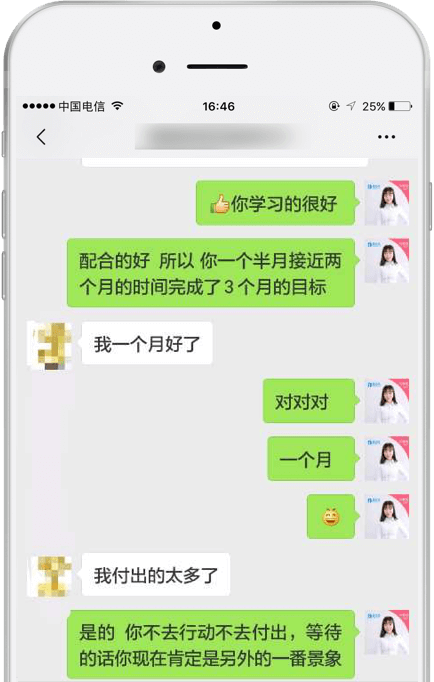 中国电信
16:46
25%
👍你学习的很好
配合的好 所以 你一个半月接近两
个月的时间完成了3个月的目标
我一个月好了
对对对
一个月
😄
我付出的太多了
是的 你不去行动不去付出，等待
的话你现在肯定是另外的一番景象